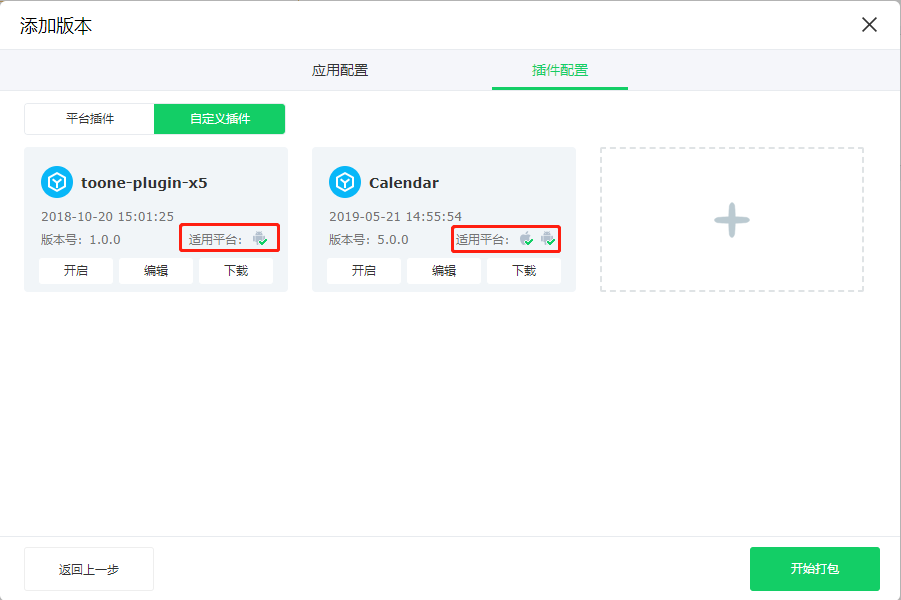 添加版本
应用配置 插件配置
平台插件 自定义插件
toone-plugin-x5
2018-10-20 15:01:25
版本号：1.0.0 适用平台：
开启 编辑 下载
Calendar
2019-05-21 14:55:54
版本号：5.0.0 适用平台：
开启 编辑 下载
返回上一步 开始打包